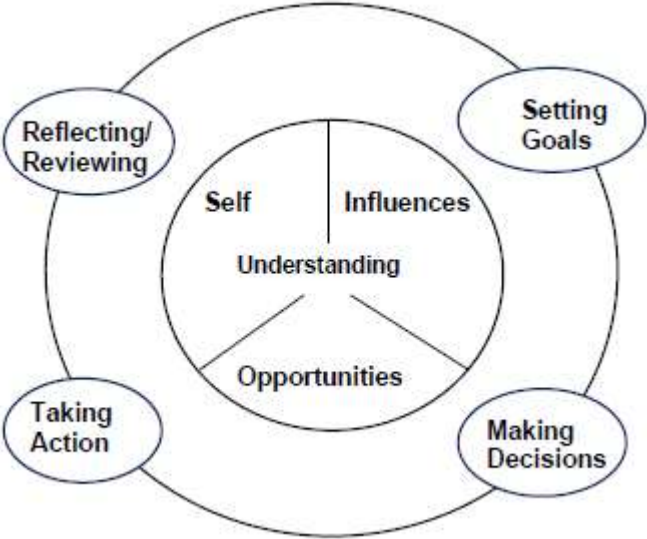 Setting
Goals
Reflecting/
Reviewing
Self
Influences
Understanding
Opportunities
Taking
Action
Making
Decisions